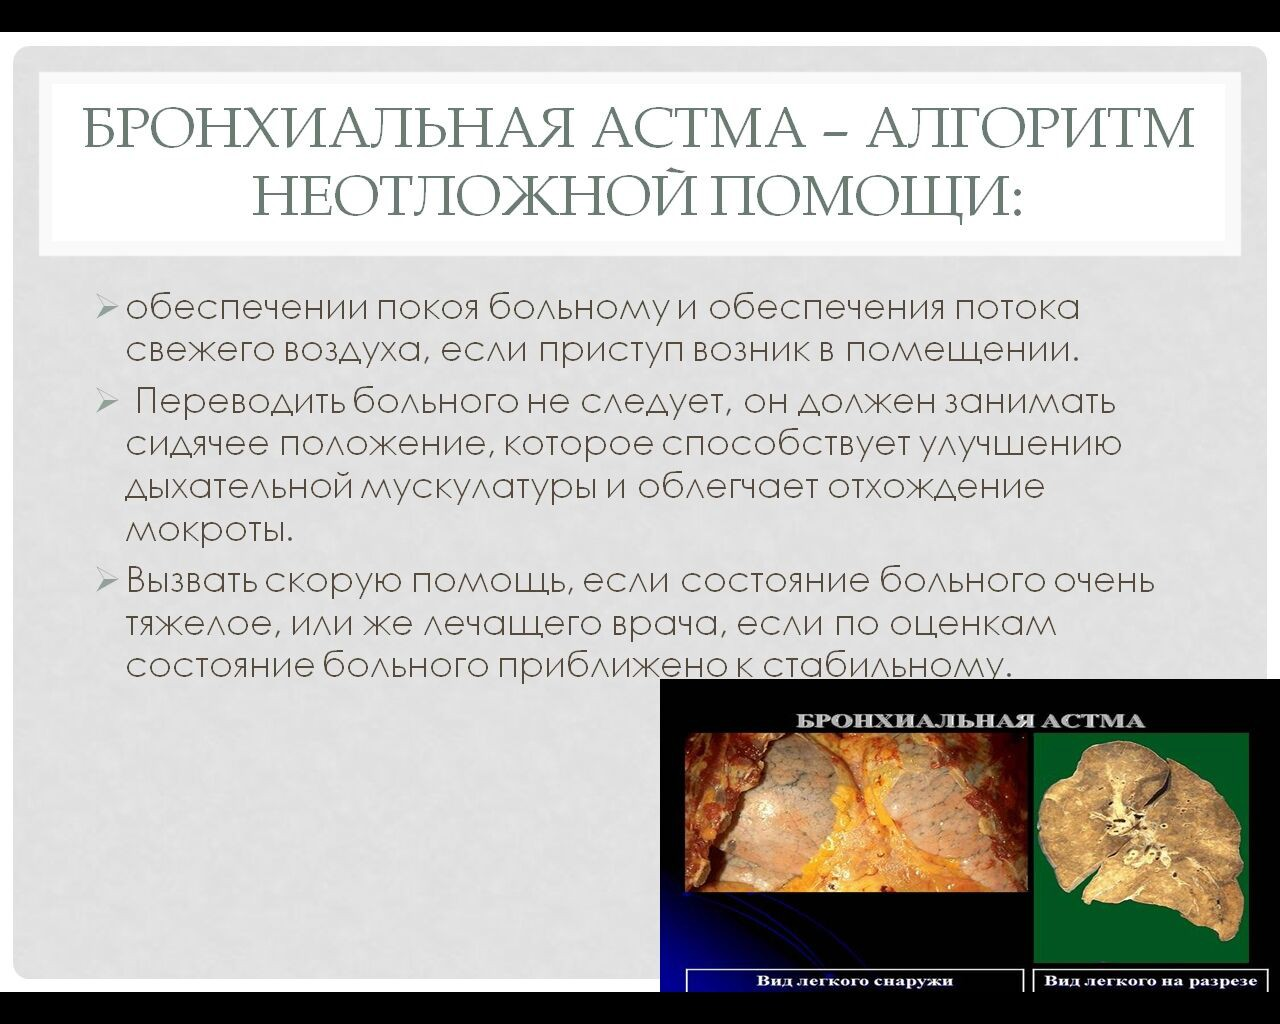 БРОНХИАЛЬНАЯ АСТМА – АЛГОРИТМ
НЕОТЛОЖНОЙ ПОМОЩИ:
обеспечении покоя больному и обеспечения потока
свежего воздуха, если приступ возник в помещении.
Переводить больного не следует, он должен занимать
сидячее положение, которое способствует улучшению
дыхательной мускулатуры и облегчает отхождение
мокроты.
Вызвать скорую помощь, если состояние больного очень
тяжелое, или же лечащего врача, если по оценкам
состояние больного приближено к стабильному.
БРОНХИАЛЬНАЯ АСТМА
Вид легкого снаружи
Вид легкого на разрезе